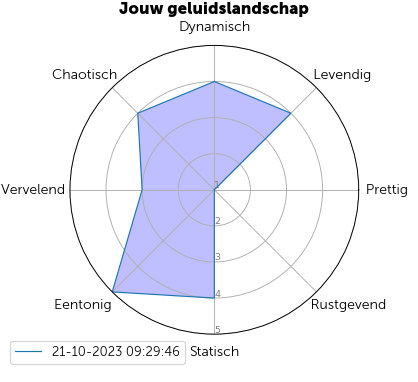 Jouw geluidslandschap
Dynamisch
Chaotisch
Levendig
Vervelend
1
Prettig
2
3
4
Eentonig
Rustgevend
5
21-10-2023 09:29:46
Statisch